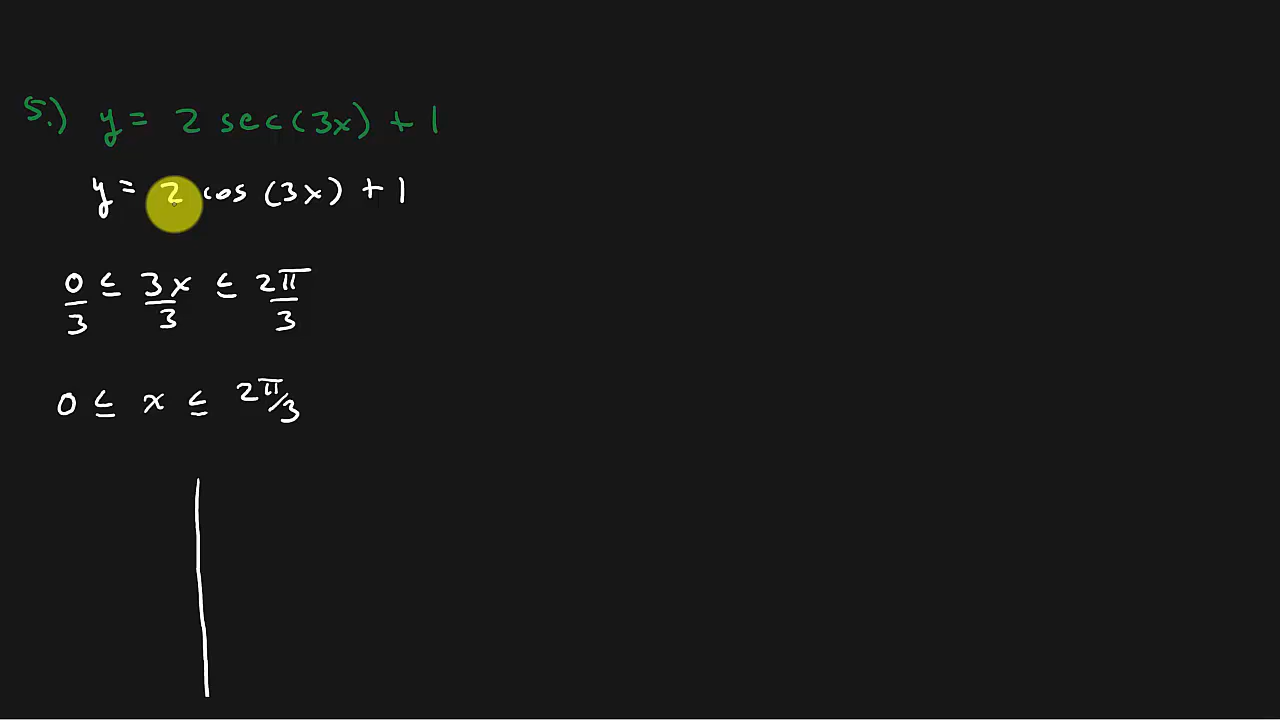 5.) y = 2 sec(3x) + 1
y = 2 cos (3x) + 1
0/3 ≤ 3x/3 ≤ 2π/3
0 ≤ x ≤ 2π/3